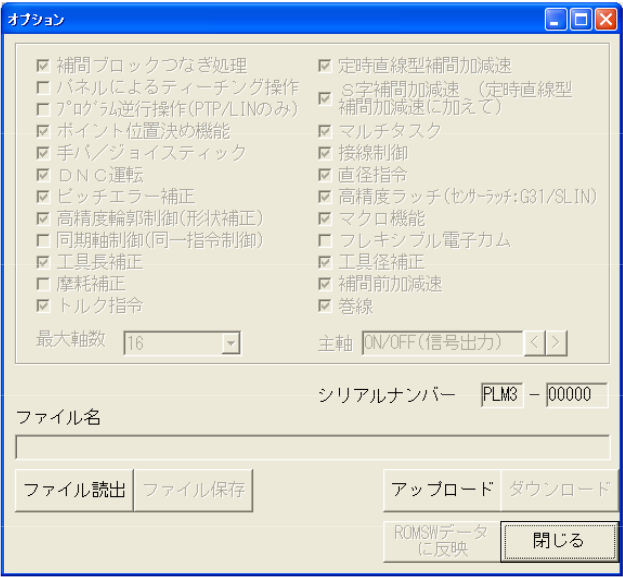 オプション
補間ブロックつなぎ処理
パネルによるティーチング操作
プログラム逆行操作(PTP/LINのみ)
ポイント位置決め機能
手パ/ジョイスティック
DNC運転
ピッチエラー補正
高精度輪郭制御(形状補正)
同期軸制御(同一指令制御)
工具長補正
摩耗補正
トルク指令
定時直線型補間加減速
S字補間加減速 (定時直線型
補間加減速に加えて)
マルチタスク
接線制御
直径指令
高精度ラッチ(センサーラッチ:G31/SLIN)
マクロ機能
フレキシブル電子カム
工具径補正
補間前加減速
巻線
最大軸数 16
主軸 ON/OFF(信号出力) < >
シリアルナンバー PLM3 - 00000
ファイル名
ファイル読出 ファイル保存 アップロード ダウンロード
ROMSWデータ
に反映
閉じる